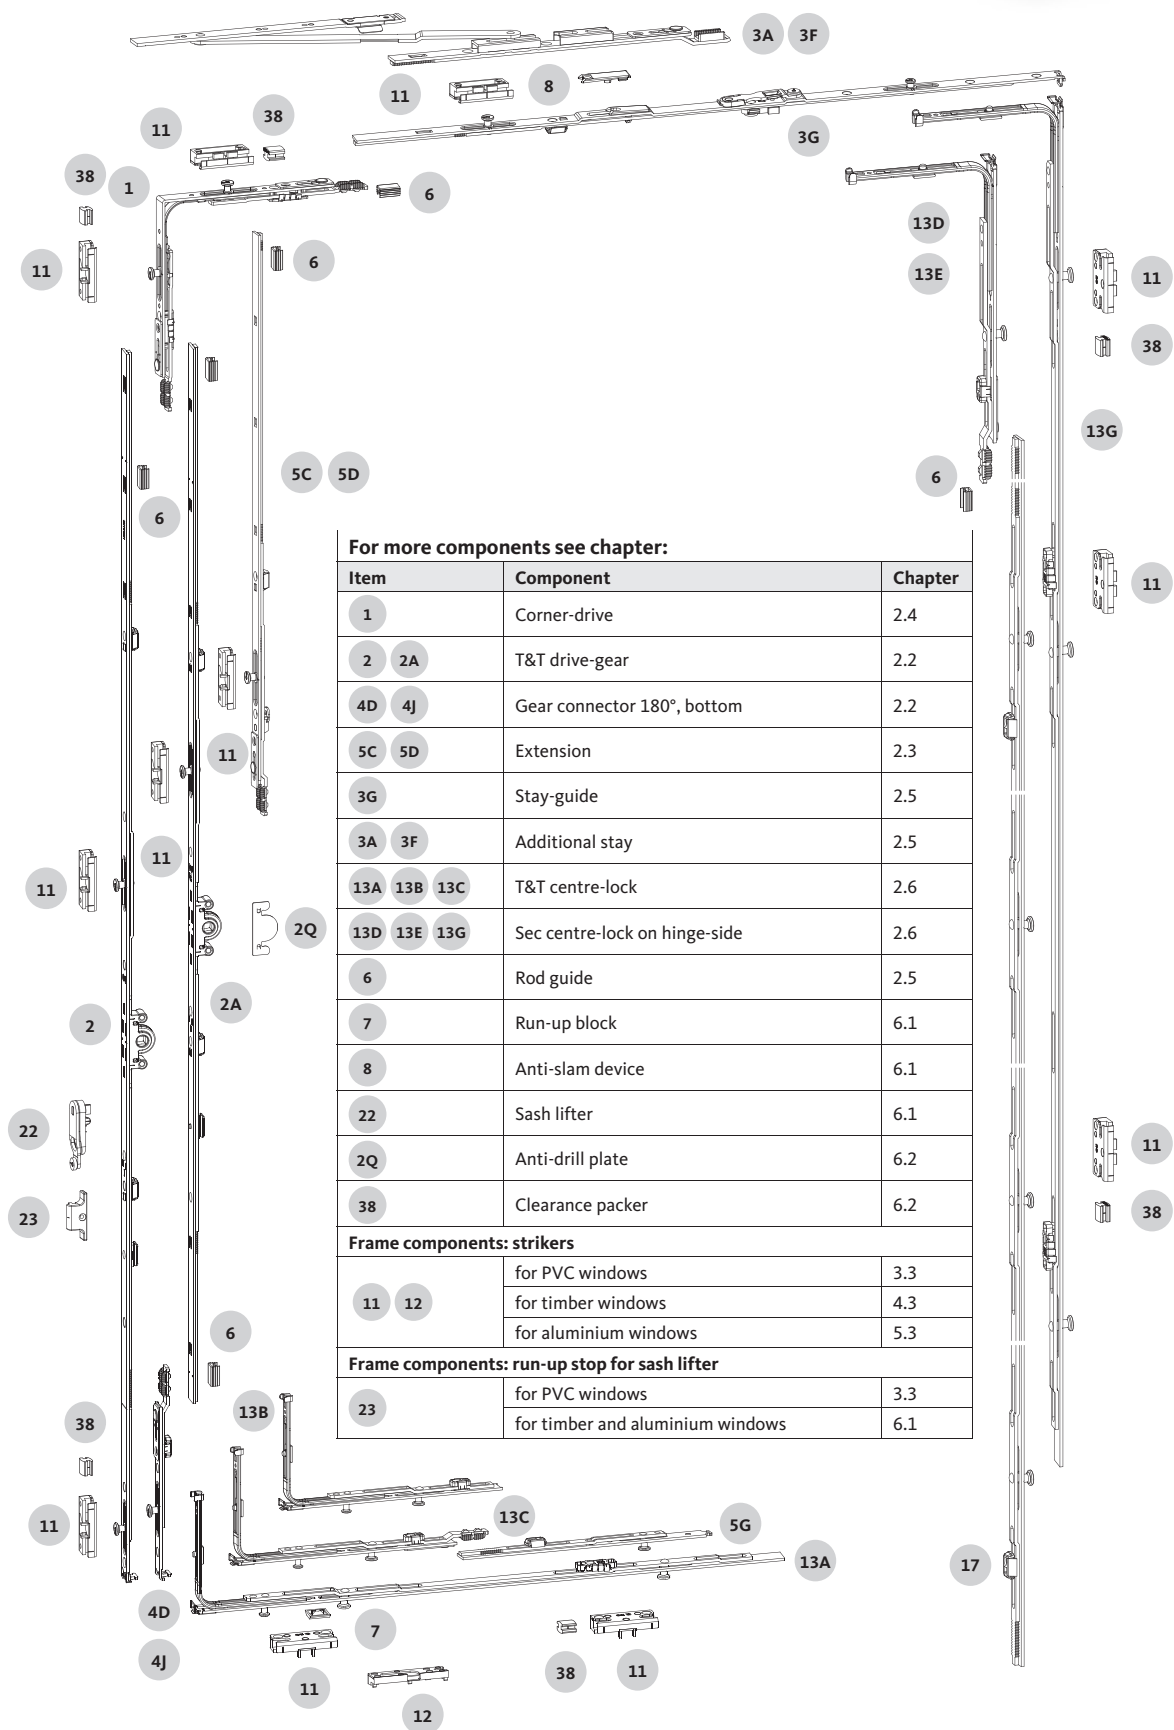 3A 3F
11 8
38
11
3G
38 1
6
13D
11
6
13E
11
38
13G
5C 5D
6
6
For more components see chapter:
Item Component Chapter
1 Corner-drive 2.4
2 2A T&T drive-gear 2.2
4D 4J Gear connector 180°, bottom 2.2
5C 5D Extension 2.3
3G Stay-guide 2.5
3A 3F Additional stay 2.5
13A 13B 13C T&T centre-lock 2.6
13D 13E 13G Sec centre-lock on hinge-side 2.6
6 Rod guide 2.5
7 Run-up block 6.1
8 Anti-slam device 6.1
22 Sash lifter 6.1
2Q Anti-drill plate 6.2
38 Clearance packer 6.2
Frame components: strikers
11 12
for PVC windows 3.3
for timber windows 4.3
for aluminium windows 5.3
Frame components: run-up stop for sash lifter
23
for PVC windows 3.3
for timber and aluminium windows 6.1
11
11
11
11
2Q
2A
2
22
11
23
38
6
38
13B
11
13C
5G
13A
17
4D
7
4J
38
11
11
12